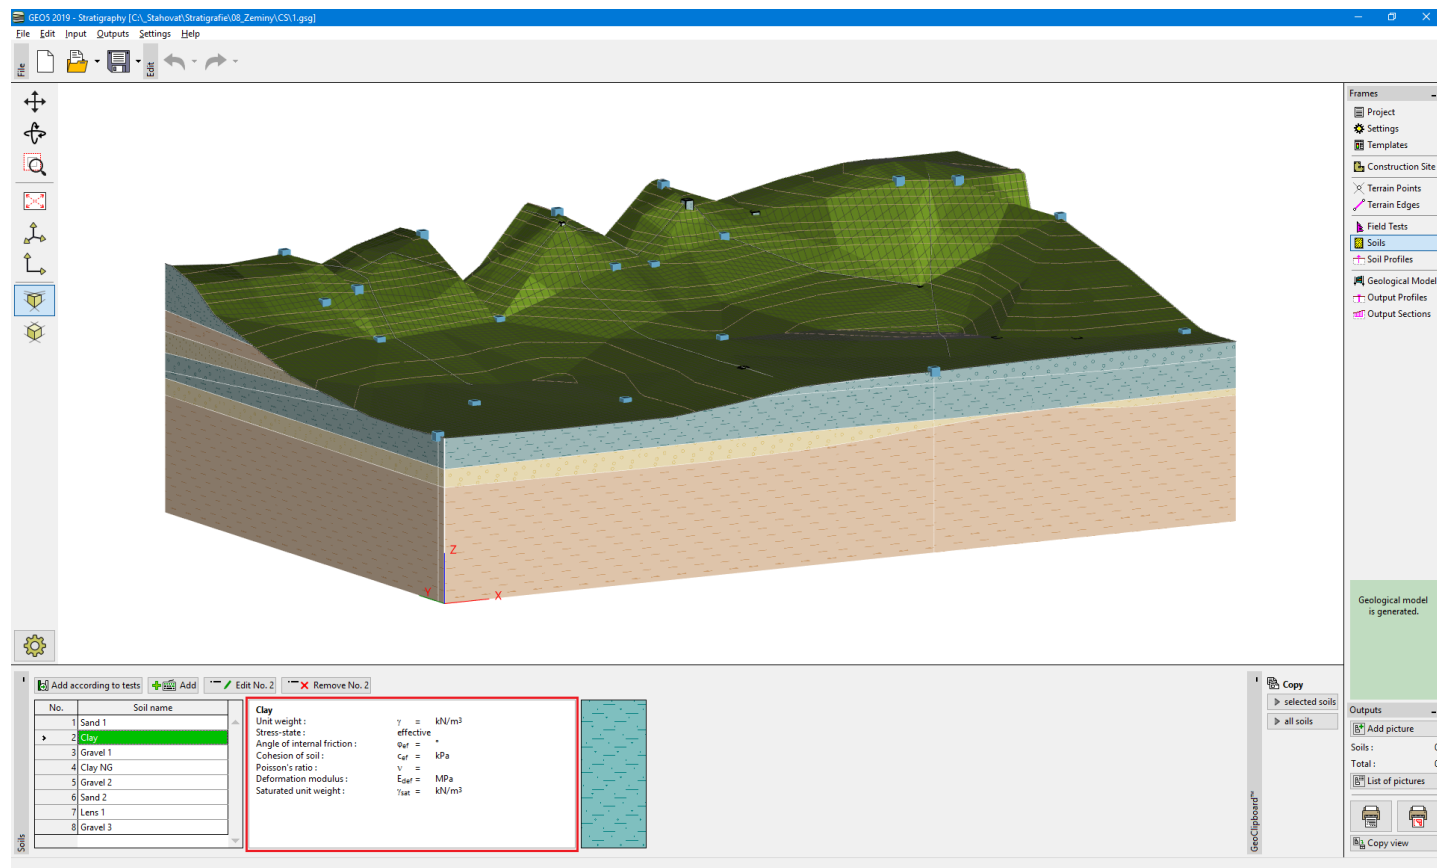 GEO5 2019 - Stratigraphy [C:\_Stahovat\Stratigrafie\08_Zeminy\CS\1.gsg]
File Edit Input Outputs Settings Help
File
Edit
Frames
Project
Settings
Templates
Construction Site
Terrain Points
Terrain Edges
Field Tests
Soils
Soil Profiles
Geological Model
Output Profiles
Output Sections
Z
Y
X
Geological model
is generated.
Soils
Add according to tests Add Edit No. 2 Remove No. 2
No. Soil name
1 Sand 1
2 Clay
3 Gravel 1
4 Clay NG
5 Gravel 2
6 Sand 2
7 Lens 1
8 Gravel 3
Clay
Unit weight : γ = kN/m³
Stress-state : effective
Angle of internal friction : φef = °
Cohesion of soil : cef = kPa
Poisson's ratio : ν =
Deformation modulus : Edef = MPa
Saturated unit weight : γsat = kN/m³
GeoClipboard™
Copy
selected soils
all soils
Outputs
Add picture
Soils :
Total :
List of pictures
Copy view